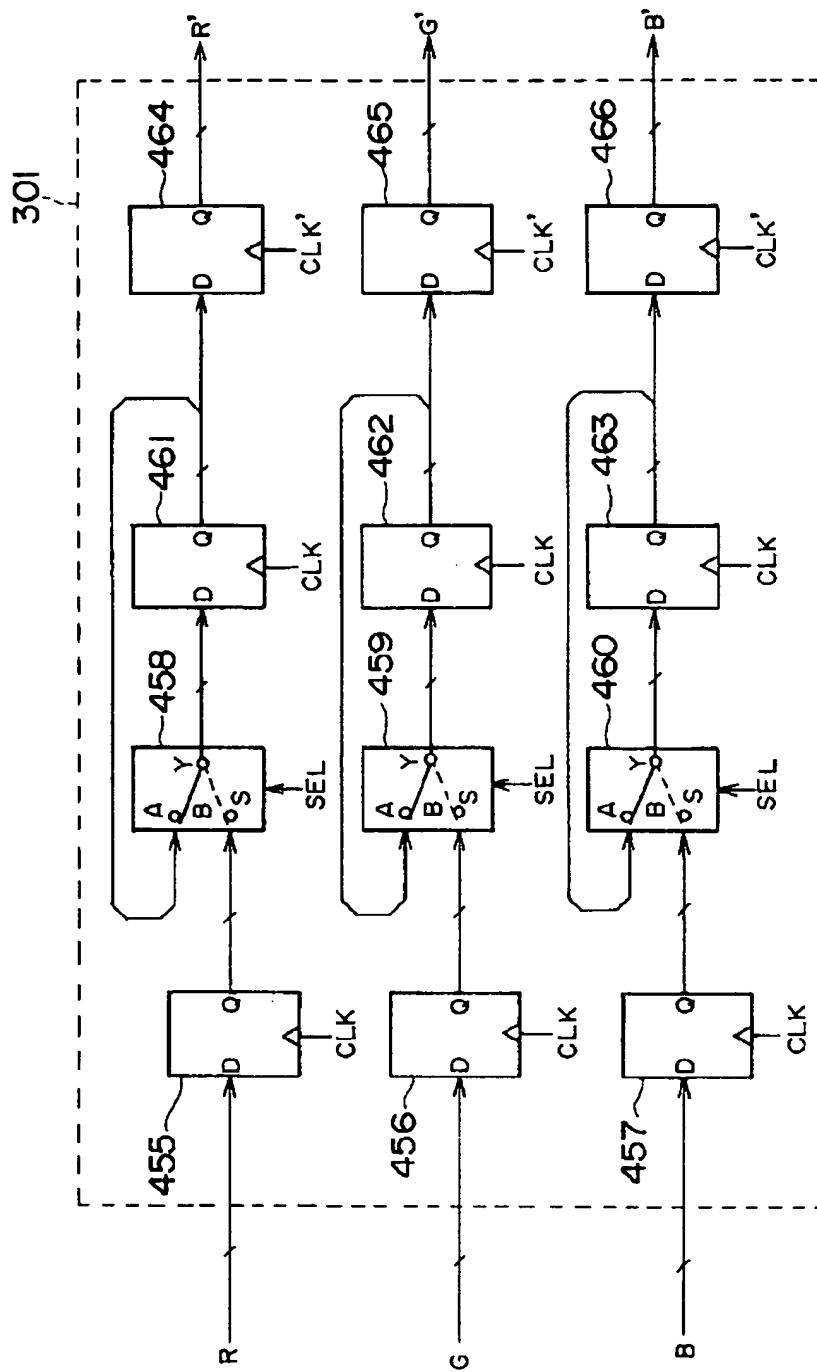 301
R
455
D
Q
CLK
458
A
B
S
Y
SEL
461
D
Q
CLK
464
D
Q
CLK'
R'
G
456
D
Q
CLK
459
A
B
S
Y
SEL
462
D
Q
CLK
465
D
Q
CLK'
G'
B
457
D
Q
CLK
460
A
B
S
Y
SEL
463
D
Q
CLK
466
D
Q
CLK'
B'